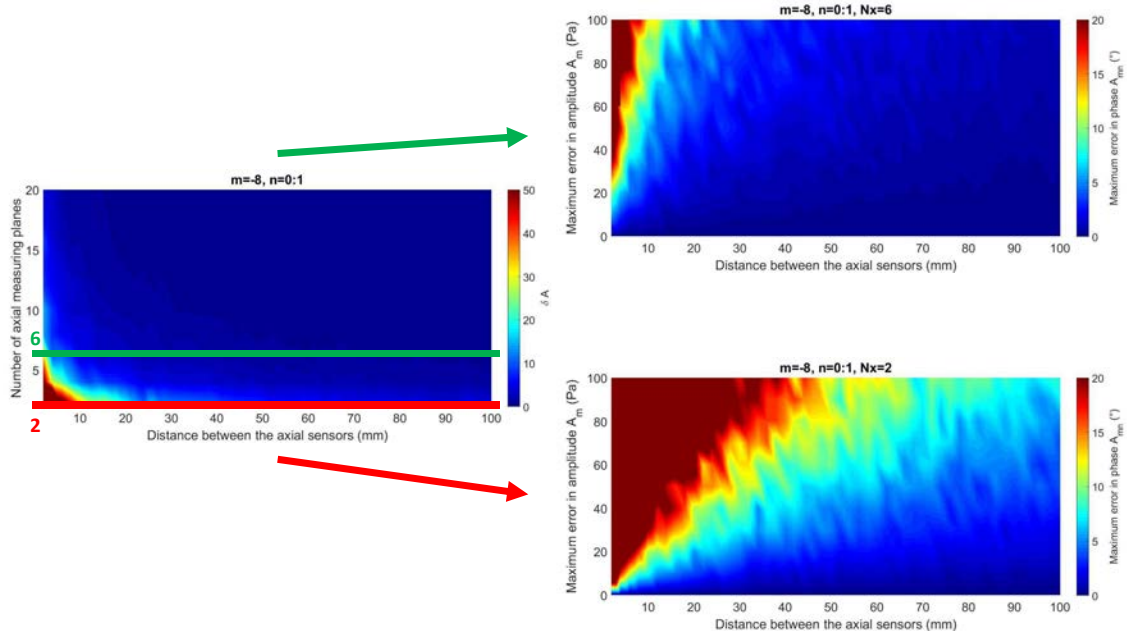 m=-8, n=0:1
20
15
10
5
Number of axial measuring planes
6
2
10 20 30 40 50 60 70 80 90 100
Distance between the axial sensors (mm)
50
40
30
20
10
0
δ A
m=-8, n=0:1, Nx=6
100
80
60
40
20
0
Maximum error in amplitude A_m (Pa)
10 20 30 40 50 60 70 80 90 100
Distance between the axial sensors (mm)
20
15
10
5
0
Maximum error in phase A_mn (°)
m=-8, n=0:1, Nx=2
100
80
60
40
20
0
Maximum error in amplitude A_m (Pa)
10 20 30 40 50 60 70 80 90 100
Distance between the axial sensors (mm)
20
15
10
5
0
Maximum error in phase A_mn (°)